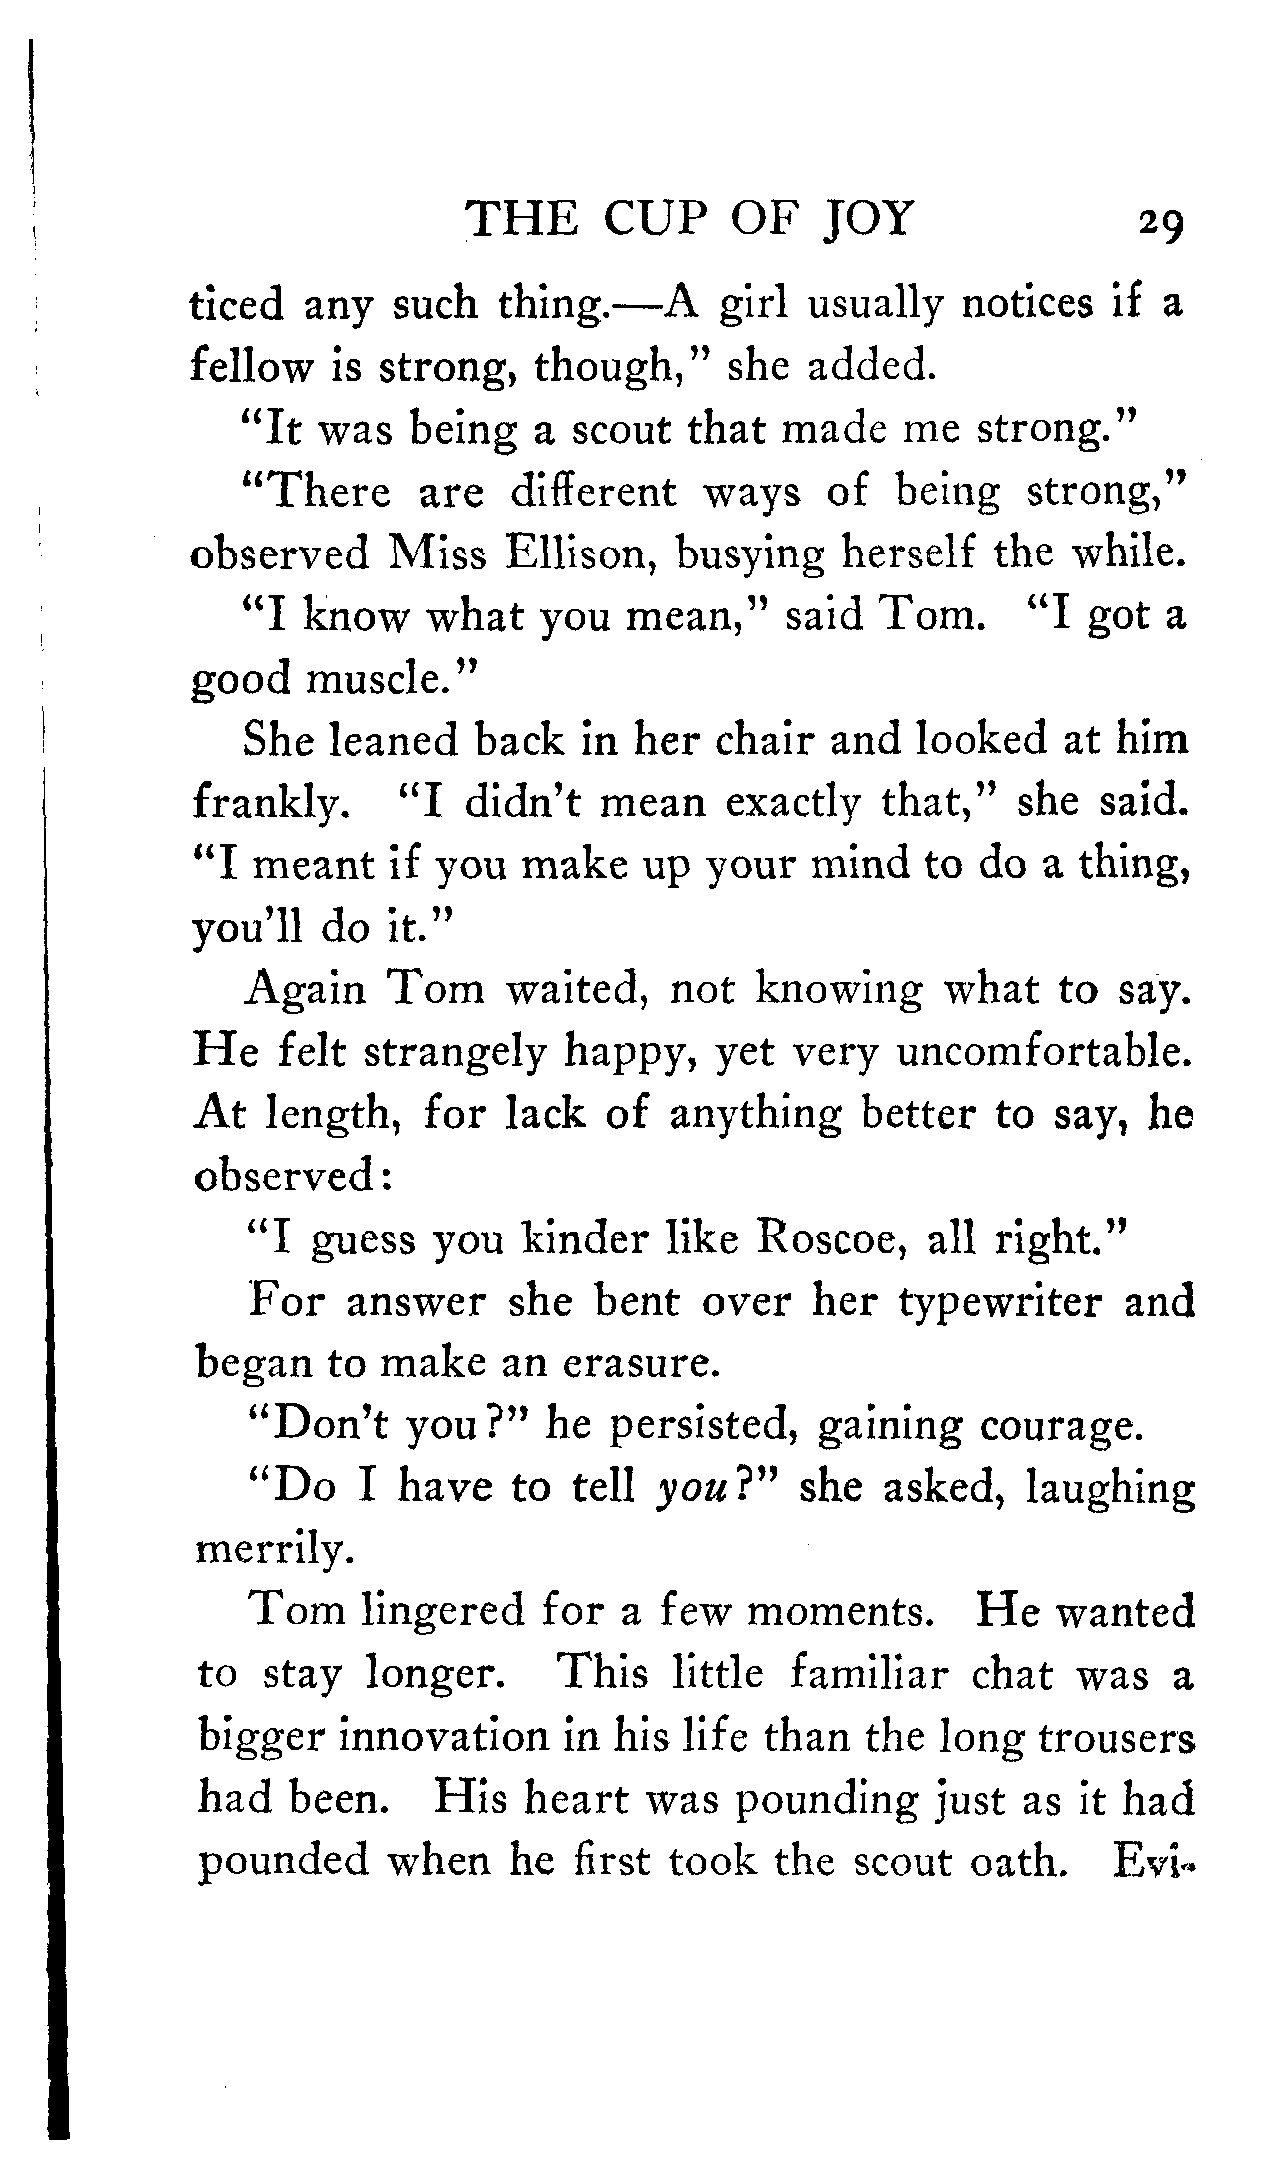 THE CUP OF JOY 29
ticed any such thing.—A girl usually notices if a
fellow is strong, though," she added.
"It was being a scout that made me strong."
"There are different ways of being strong,"
observed Miss Ellison, busying herself the while.
"I know what you mean," said Tom. "I got a
good muscle."
She leaned back in her chair and looked at him
frankly. "I didn't mean exactly that," she said.
"I meant if you make up your mind to do a thing,
you'll do it."
Again Tom waited, not knowing what to say.
He felt strangely happy, yet very uncomfortable.
At length, for lack of anything better to say, he
observed:
"I guess you kinder like Roscoe, all right."
For answer she bent over her typewriter and
began to make an erasure.
"Don't you?" he persisted, gaining courage.
"Do I have to tell you?" she asked, laughing
merrily.
Tom lingered for a few moments. He wanted
to stay longer. This little familiar chat was a
bigger innovation in his life than the long trousers
had been. His heart was pounding just as it had
pounded when he first took the scout oath. Evi-